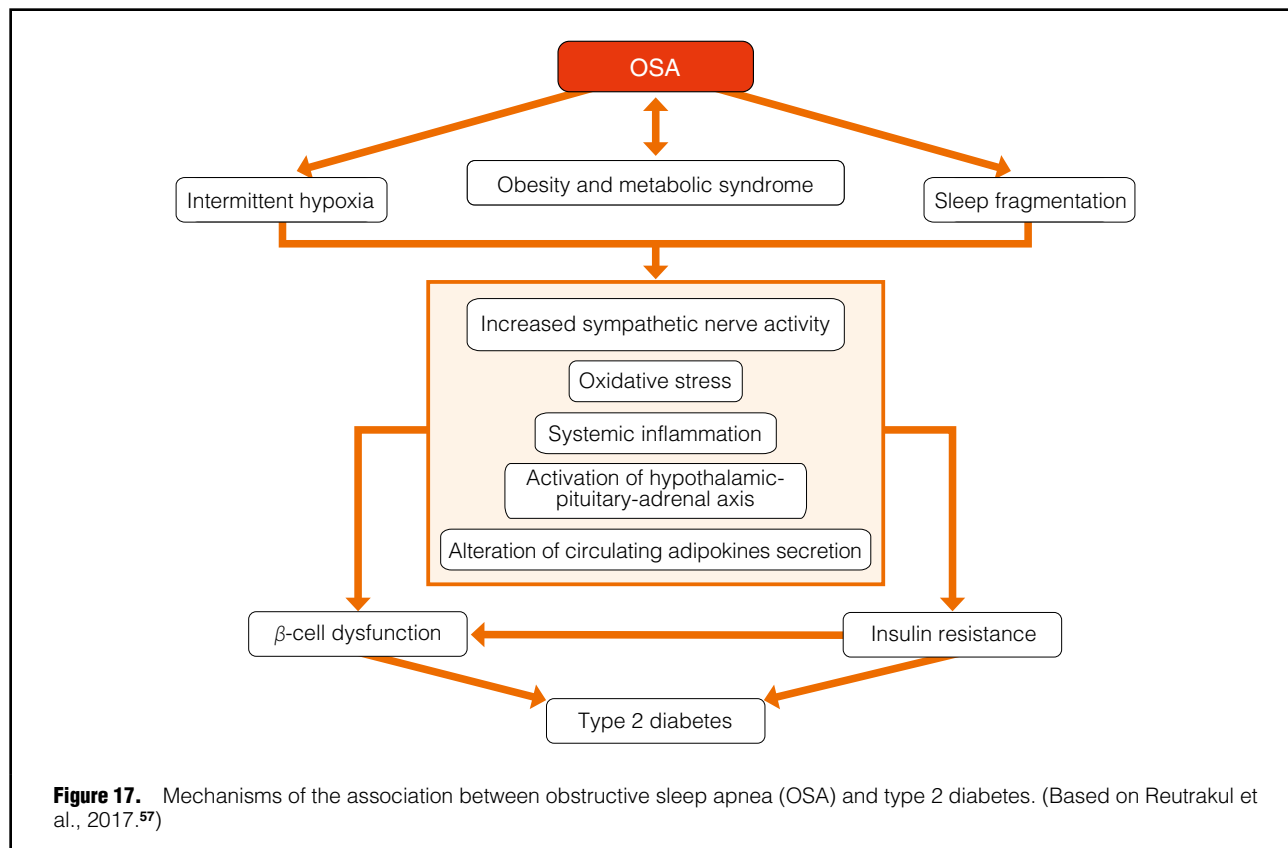 OSA
Obesity and metabolic syndrome
Intermittent hypoxia
Sleep fragmentation
Increased sympathetic nerve activity
Oxidative stress
Systemic inflammation
Activation of hypothalamic-
pituitary-adrenal axis
Alteration of circulating adipokines secretion
β-cell dysfunction
Insulin resistance
Type 2 diabetes
Figure 17. Mechanisms of the association between obstructive sleep apnea (OSA) and type 2 diabetes. (Based on Reutrakul et
al., 2017.57)